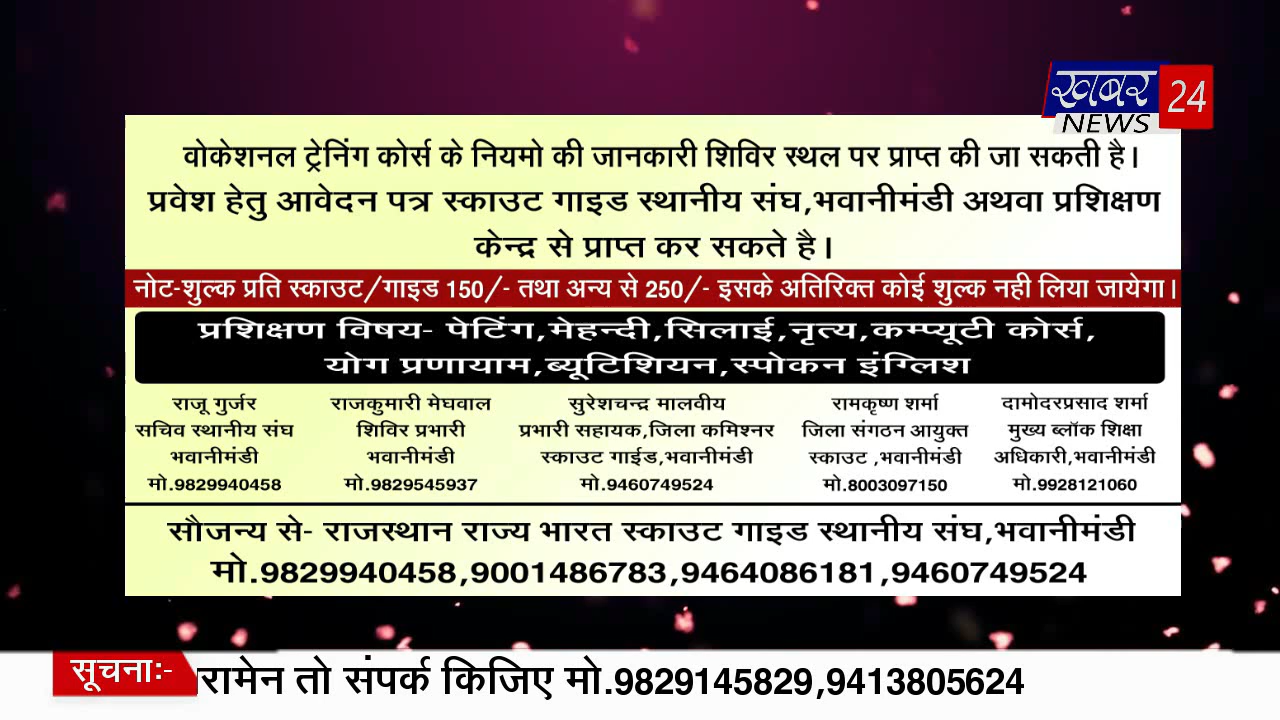 खबर 24
NEWS
वोकेशनल ट्रेनिंग कोर्स के नियमो की जानकारी शिविर स्थल पर प्राप्त की जा सकती है।
प्रवेश हेतु आवेदन पत्र स्काउट गाइड स्थानीय संघ,भवानीमंडी अथवा प्रशिक्षण
केन्द्र से प्राप्त कर सकते है।
नोट-शुल्क प्रति स्काउट/गाइड 150/- तथा अन्य से 250/- इसके अतिरिक्त कोई शुल्क नही लिया जायेगा।
प्रशिक्षण विषय- पेटिंग,मेहन्दी,सिलाई,नृत्य,कम्प्यूटी कोर्स,
योग प्रणायाम,ब्यूटिशियन,स्पोकन इंग्लिश
राजू गुर्जर
सचिव स्थानीय संघ
भवानीमंडी
मो.9829940458
राजकुमारी मेघवाल
शिविर प्रभारी
भवानीमंडी
मो.9829545937
सुरेशचन्द्र मालवीय
प्रभारी सहायक,जिला कमिश्नर
स्काउट गाईड,भवानीमंडी
मो.9460749524
रामकृष्ण शर्मा
जिला संगठन आयुक्त
स्काउट ,भवानीमंडी
मो.8003097150
दामोदरप्रसाद शर्मा
मुख्य ब्लॉक शिक्षा
अधिकारी,भवानीमंडी
मो.9928121060
सौजन्य से- राजस्थान राज्य भारत स्काउट गाइड स्थानीय संघ,भवानीमंडी
मो.9829940458,9001486783,9464086181,9460749524
सूचनाः- रामेन तो संपर्क किजिए मो.9829145829,9413805624